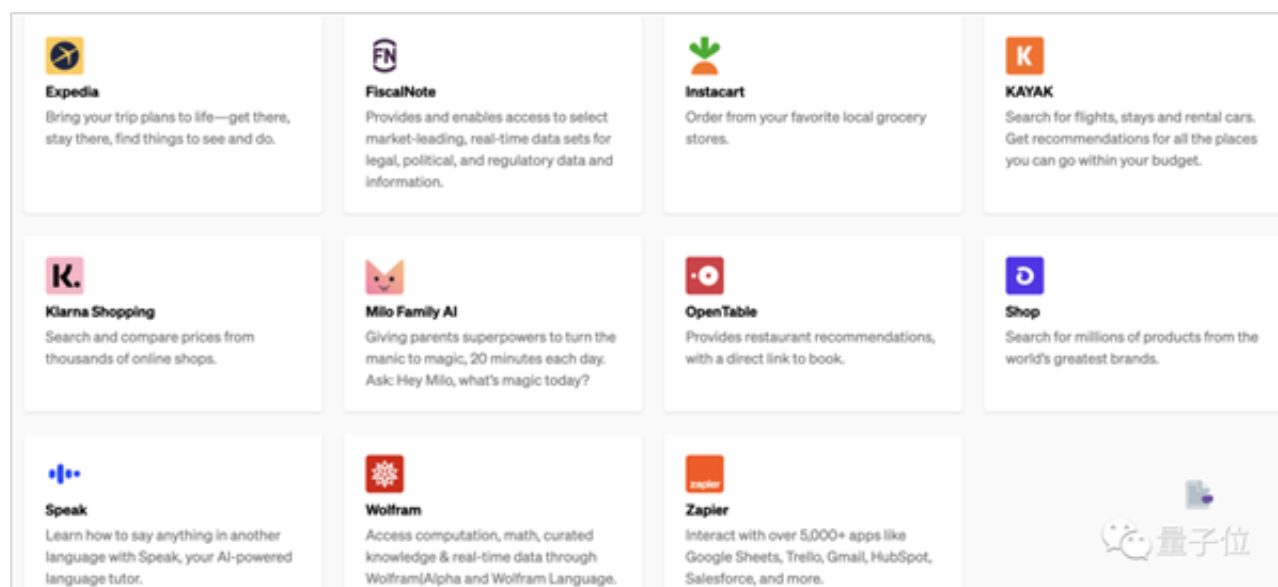 Expedia
Bring your trip plans to life—get there,
stay there, find things to see and do.
FN
FiscalNote
Provides and enables access to select
market-leading, real-time data sets for
legal, political, and regulatory data and
information.
Instacart
Order from your favorite local grocery
stores.
K
KAYAK
Search for flights, stays and rental cars.
Get recommendations for all the places
you can go within your budget.
K.
Klarna Shopping
Search and compare prices from
thousands of online shops.
Milo Family AI
Giving parents superpowers to turn the
manic to magic, 20 minutes each day.
Ask: Hey Milo, what's magic today?
OpenTable
Provides restaurant recommendations,
with a direct link to book.
Shop
Search for millions of products from the
world's greatest brands.
Speak
Learn how to say anything in another
language with Speak, your AI-powered
language tutor.
Wolfram
Access computation, math, curated
knowledge & real-time data through
Wolfram|Alpha and Wolfram Language.
zapier
Zapier
Interact with over 5,000+ apps like
Google Sheets, Trello, Gmail, HubSpot,
Salesforce, and more.
量子位